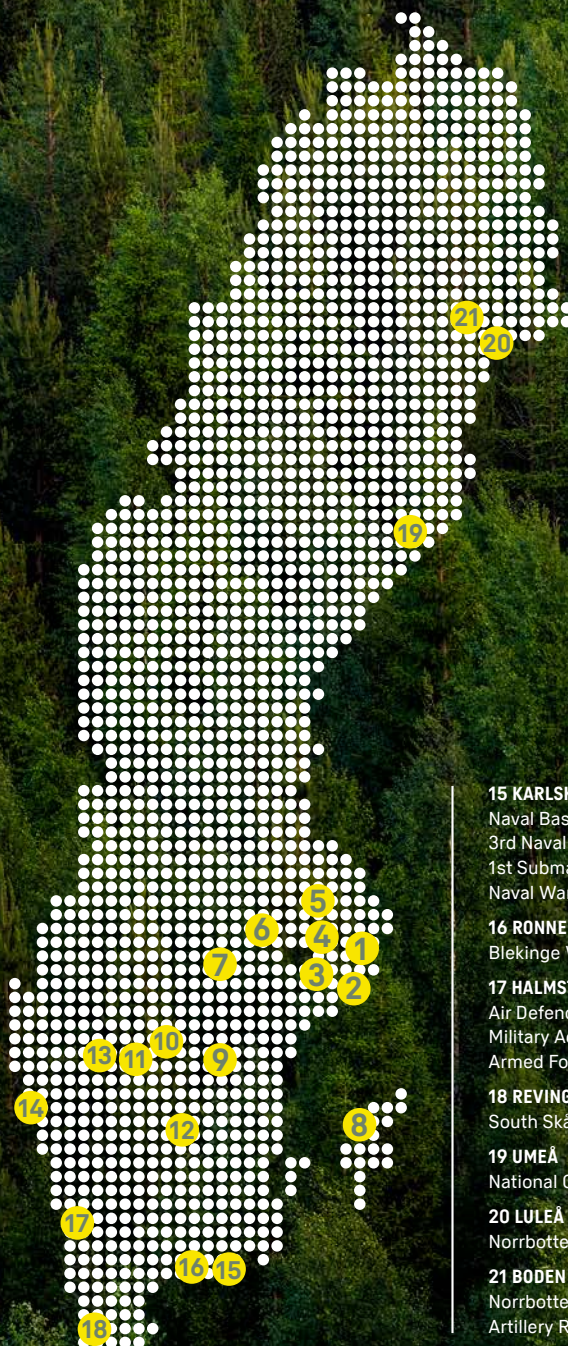 21
20
19
5
6
4
1
7
3
2
10
13
11
9
14
8
12
17
16
15
18
15 KARLSK
Naval Bas
3rd Naval
1st Subma
Naval War
16 RONNE
Blekinge W
17 HALMST
Air Defenc
Military Ac
Armed Fo
18 REVING
South Skå
19 UMEÅ
National G
20 LULEÅ
Norrbotte
21 BODEN
Norrbotte
Artillery R